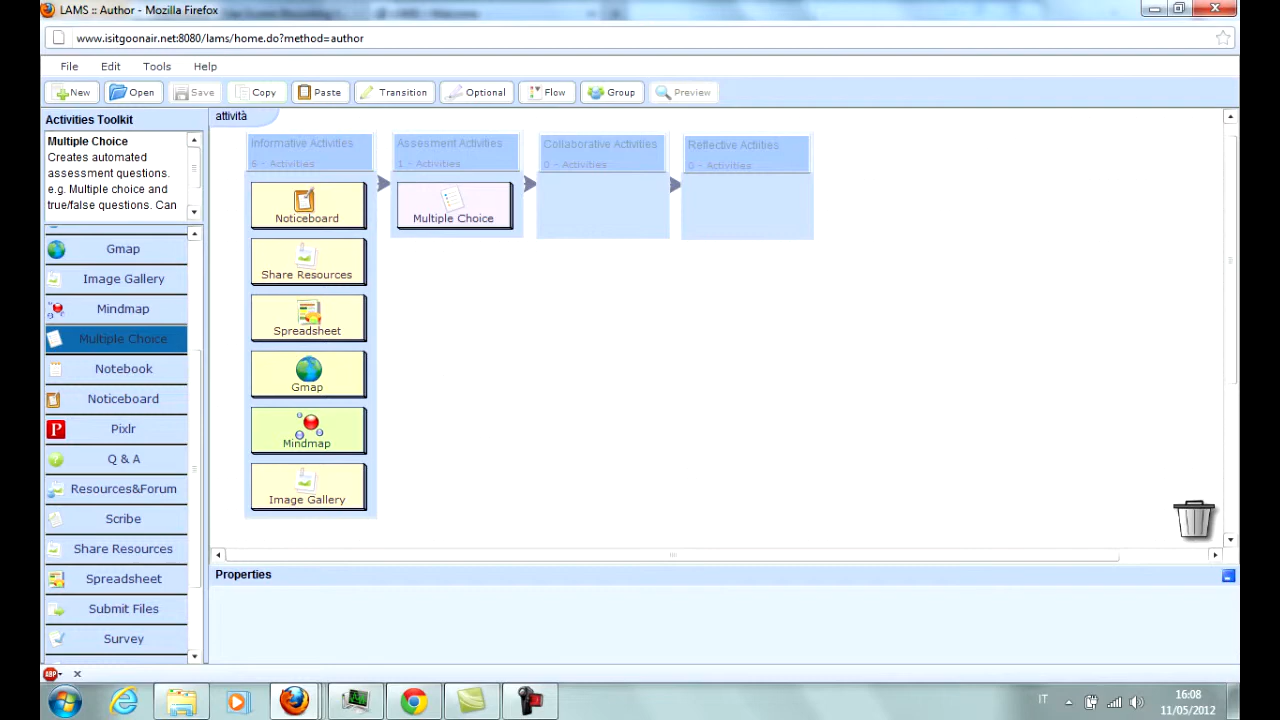 LAMS :: Author - Mozilla Firefox
www.isitgoonair.net:8080/lams/home.do?method=author
File Edit Tools Help
New Open Save Copy Paste Transition Optional Flow Group Preview
Activities Toolkit
Multiple Choice
Creates automated
assessment questions.
e.g. Multiple choice and
true/false questions. Can
Gmap
Image Gallery
Mindmap
Multiple Choice
Notebook
Noticeboard
Pixlr
Q & A
Resources&Forum
Scribe
Share Resources
Spreadsheet
Submit Files
Survey
attività
Informative Activities
6 - Activities
Noticeboard
Share Resources
Spreadsheet
Gmap
Mindmap
Image Gallery
Assesment Activities
1 - Activities
Multiple Choice
Collaborative Activities
0 - Activities
Reflective Activities
0 - Activities
Properties
ABP
IT
16:08
11/05/2012